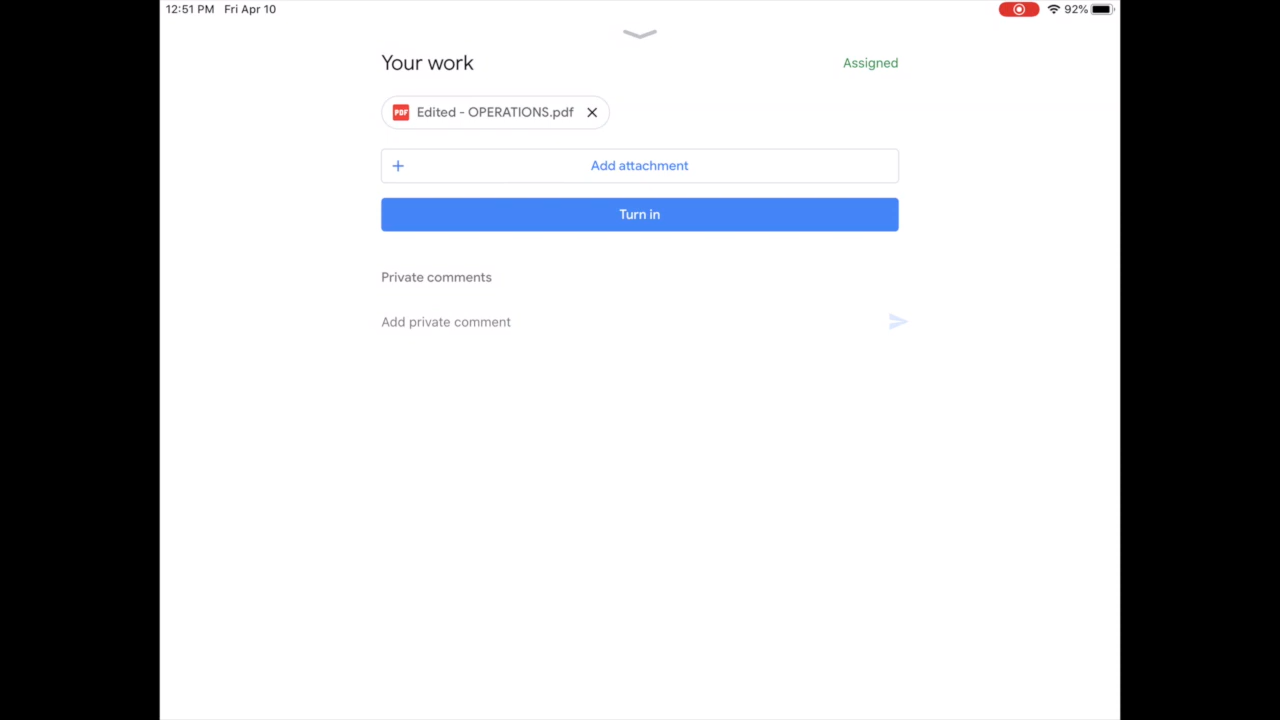 12:51 PM Fri Apr 10 92%
Your work Assigned
PDF Edited - OPERATIONS.pdf
Add attachment
Turn in
Private comments
Add private comment